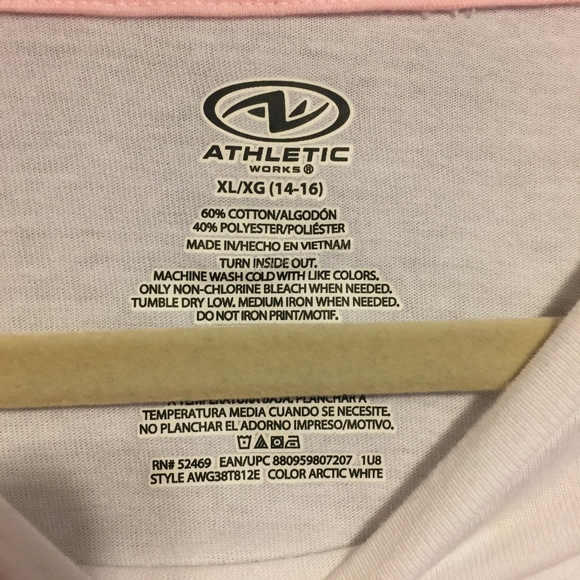 ATHLETIC
WORKS®
XL/XG (14-16)
60% COTTON/ALGODÓN
40% POLYESTER/POLIÉSTER
MADE IN/HECHO EN VIETNAM
TURN INSIDE OUT.
MACHINE WASH COLD WITH LIKE COLORS.
ONLY NON-CHLORINE BLEACH WHEN NEEDED.
TUMBLE DRY LOW. MEDIUM IRON WHEN NEEDED.
DO NOT IRON PRINT/MOTIF.
A TEMPERATURA BAJA. PLANCHAR A
TEMPERATURA MEDIA CUANDO SE NECESITE.
NO PLANCHAR EL ADORNO IMPRESO/MOTIVO.
RN# 52469 EAN/UPC 880959807207 1U8
STYLE AWG38T812E COLOR ARCTIC WHITE